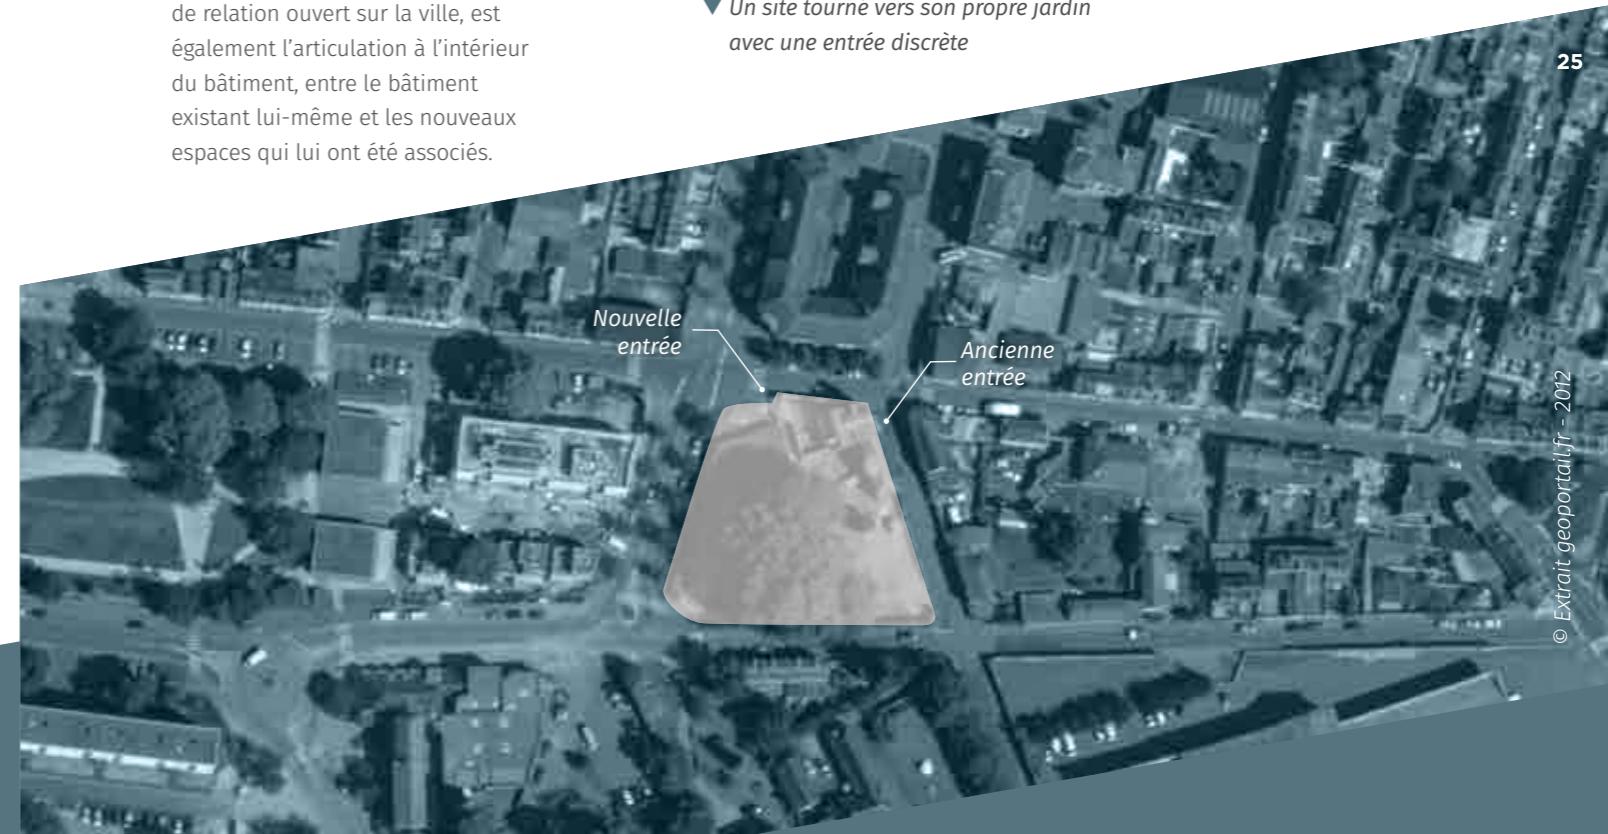 de relation ouvert sur la ville, est
également l’articulation à l’intérieur
du bâtiment, entre le bâtiment
existant lui-même et les nouveaux
espaces qui lui ont été associés.
Un site tourné vers son propre jardin
avec une entrée discrète
25
Nouvelle
entrée
Ancienne
entrée
© Extrait geoportail.fr - 2012